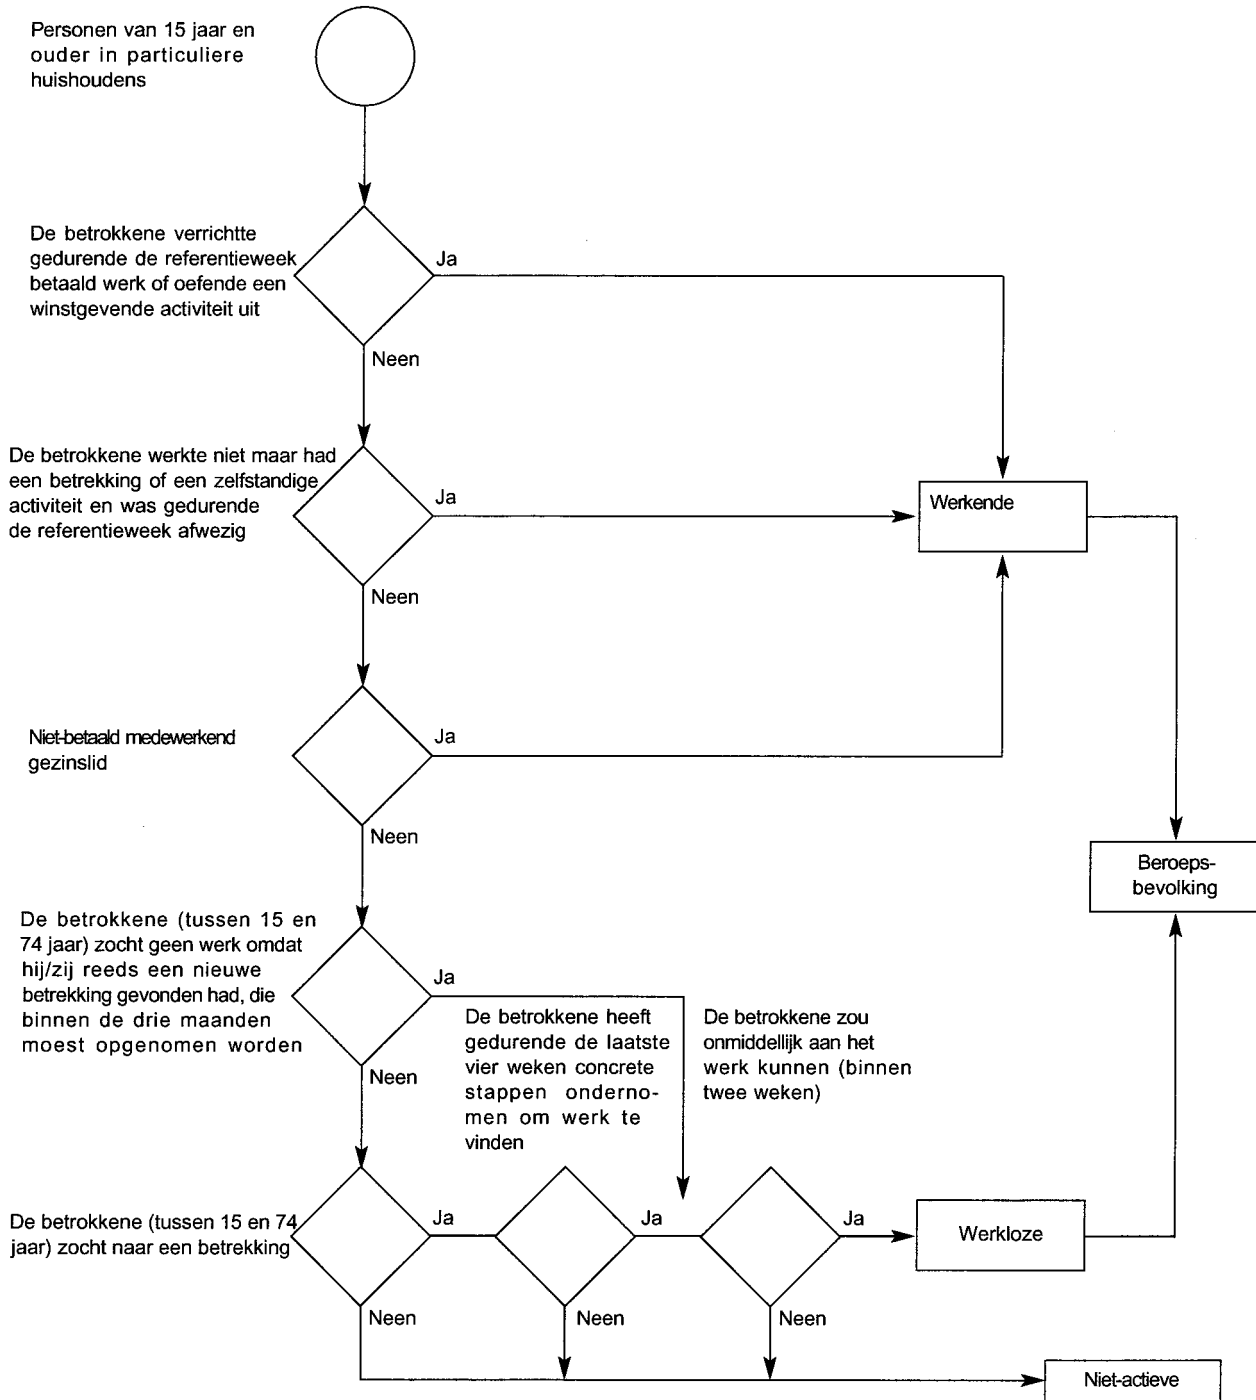 Personen van 15 jaar en
ouder in particuliere
huishoudens
De betrokkene verrichtte
gedurende de referentieweek
betaald werk of oefende een
winstgevende activiteit uit
Ja
Neen
De betrokkene werkte niet maar had
een betrekking of een zelfstandige
activiteit en was gedurende
de referentieweek afwezig
Ja
Werkende
Neen
Niet-betaald medewerkend
gezinslid
Ja
Neen
Beroeps-
bevolking
De betrokkene (tussen 15 en
74 jaar) zocht geen werk omdat
hij/zij reeds een nieuwe
betrekking gevonden had, die
binnen de drie maanden
moest opgenomen worden
Ja
Neen
De betrokkene heeft
gedurende de laatste
vier weken concrete
stappen onderno-
men om werk te
vinden
De betrokkene zou
onmiddellijk aan het
werk kunnen (binnen
twee weken)
De betrokkene (tussen 15 en 74
jaar) zocht naar een betrekking
Ja
Ja
Ja
Werkloze
Neen
Neen
Neen
Niet-actieve